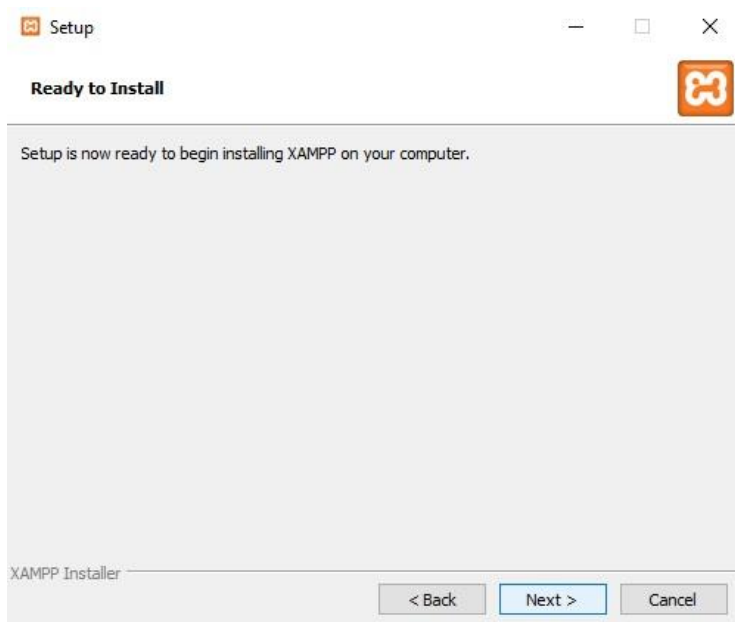 Setup
Ready to Install
Setup is now ready to begin installing XAMPP on your computer.
XAMPP Installer
< Back Next > Cancel